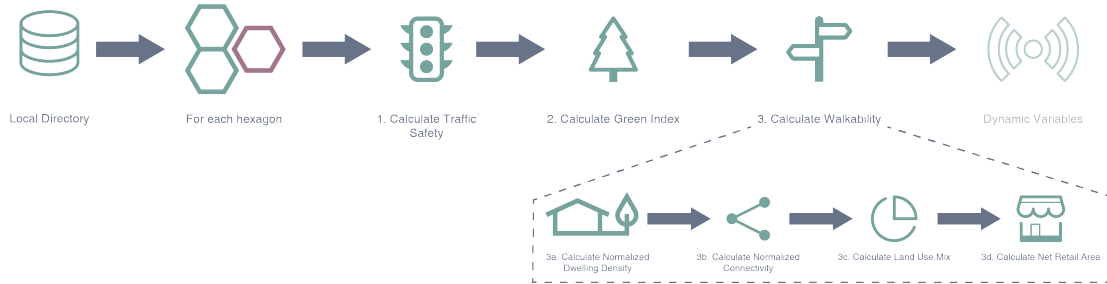 Local Directory
For each hexagon
1. Calculate Traffic
Safety
2. Calculate Green Index
3. Calculate Walkability
Dynamic Variables
3a. Calculate Normalized
Dwelling Density
3b. Calculate Normalized
Connectivity
3c. Calculate Land Use Mix
3d. Calculate Net Retail Area